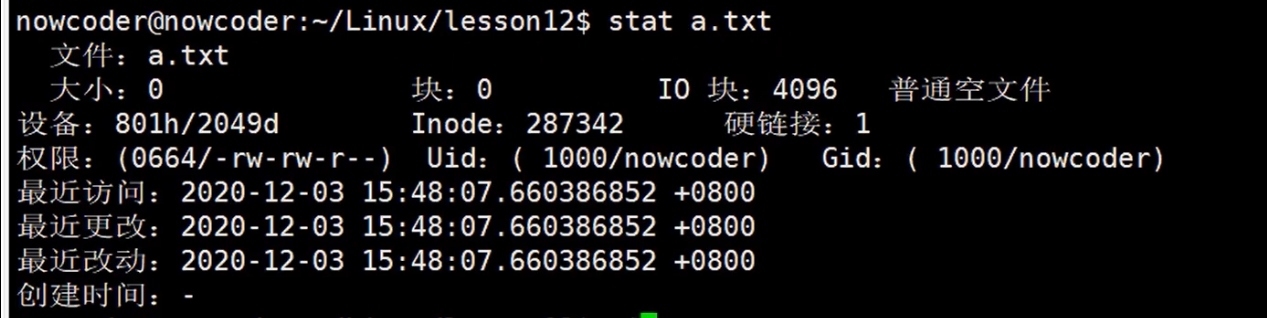 nowcoder@nowcoder:~/Linux/lesson12$ stat a.txt
文件：a.txt
大小：0 块：0 IO 块：4096 普通空文件
设备：801h/2049d Inode：287342 硬链接：1
权限：(0664/-rw-rw-r--) Uid：( 1000/nowcoder) Gid：( 1000/nowcoder)
最近访问：2020-12-03 15:48:07.660386852 +0800
最近更改：2020-12-03 15:48:07.660386852 +0800
最近改动：2020-12-03 15:48:07.660386852 +0800
创建时间：-